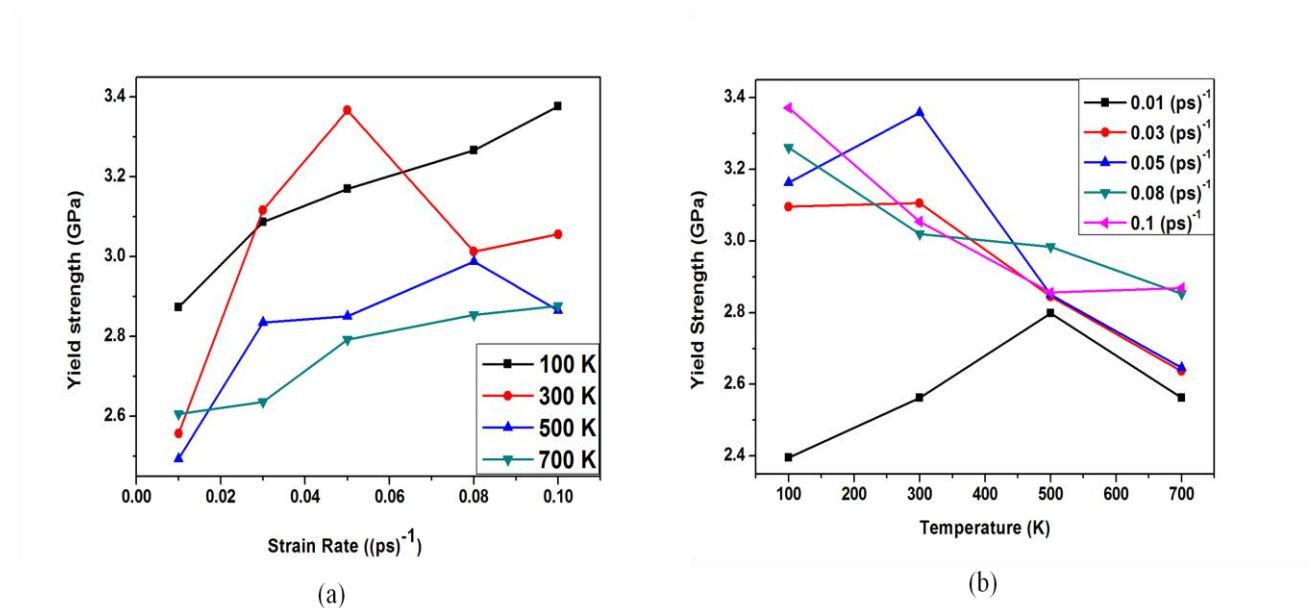 3.4
3.2
3.0
2.8
2.6
Yield strength (GPa)
100 K
300 K
500 K
700 K
0.00 0.02 0.04 0.06 0.08 0.10
Strain Rate ((ps)⁻¹)
(a)
3.4
3.2
3.0
2.8
2.6
2.4
Yield Strength (GPa)
0.01 (ps)⁻¹
0.03 (ps)⁻¹
0.05 (ps)⁻¹
0.08 (ps)⁻¹
0.1 (ps)⁻¹
100 200 300 400 500 600 700
Temperature (K)
(b)